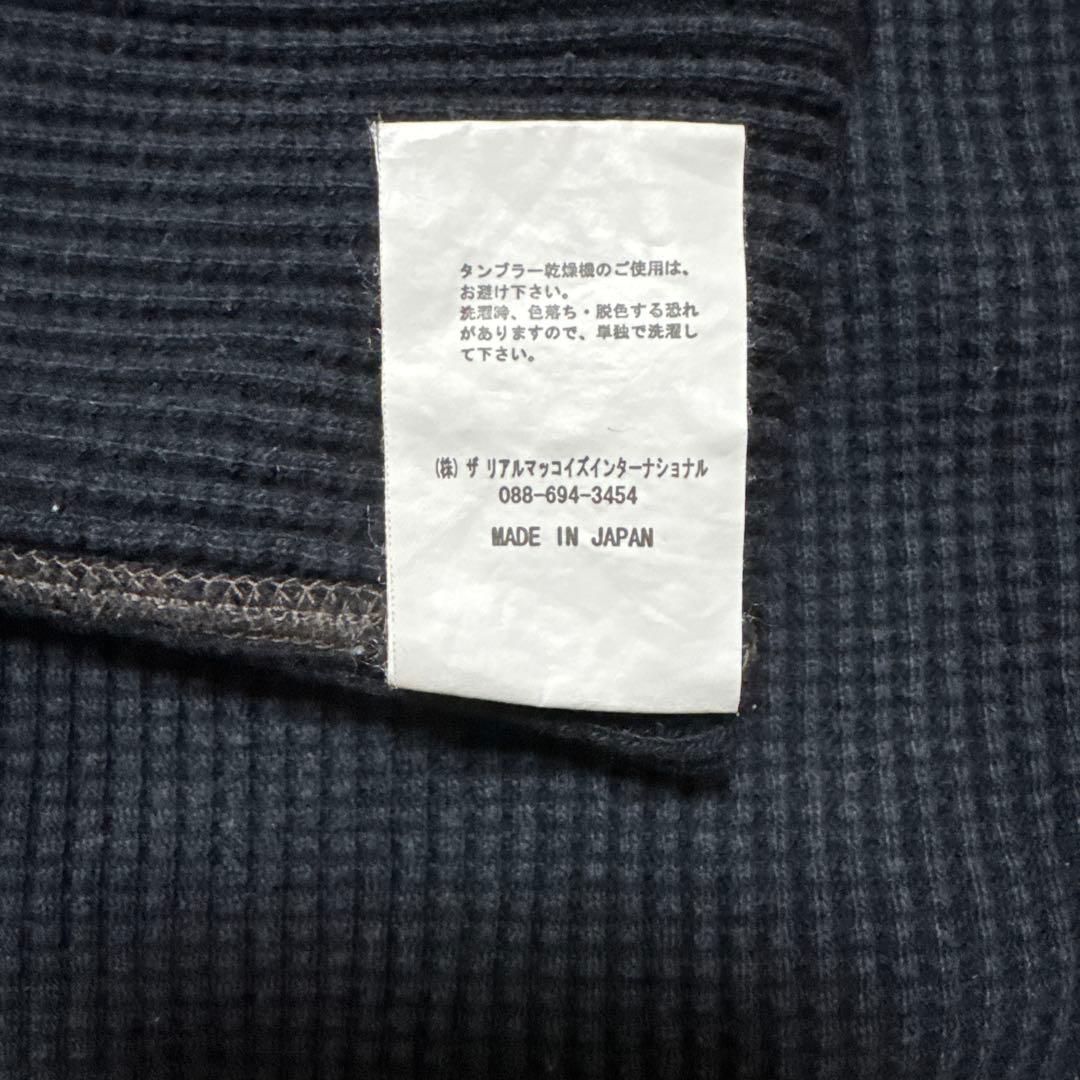 タンブラー乾燥機のご使用は、
お避け下さい。
洗濯時、色落ち・脱色する恐れ
がありますので、単独で洗濯し
て下さい。
(株) ザ リアルマッコイズインターナショナル
088-694-3454
MADE IN JAPAN